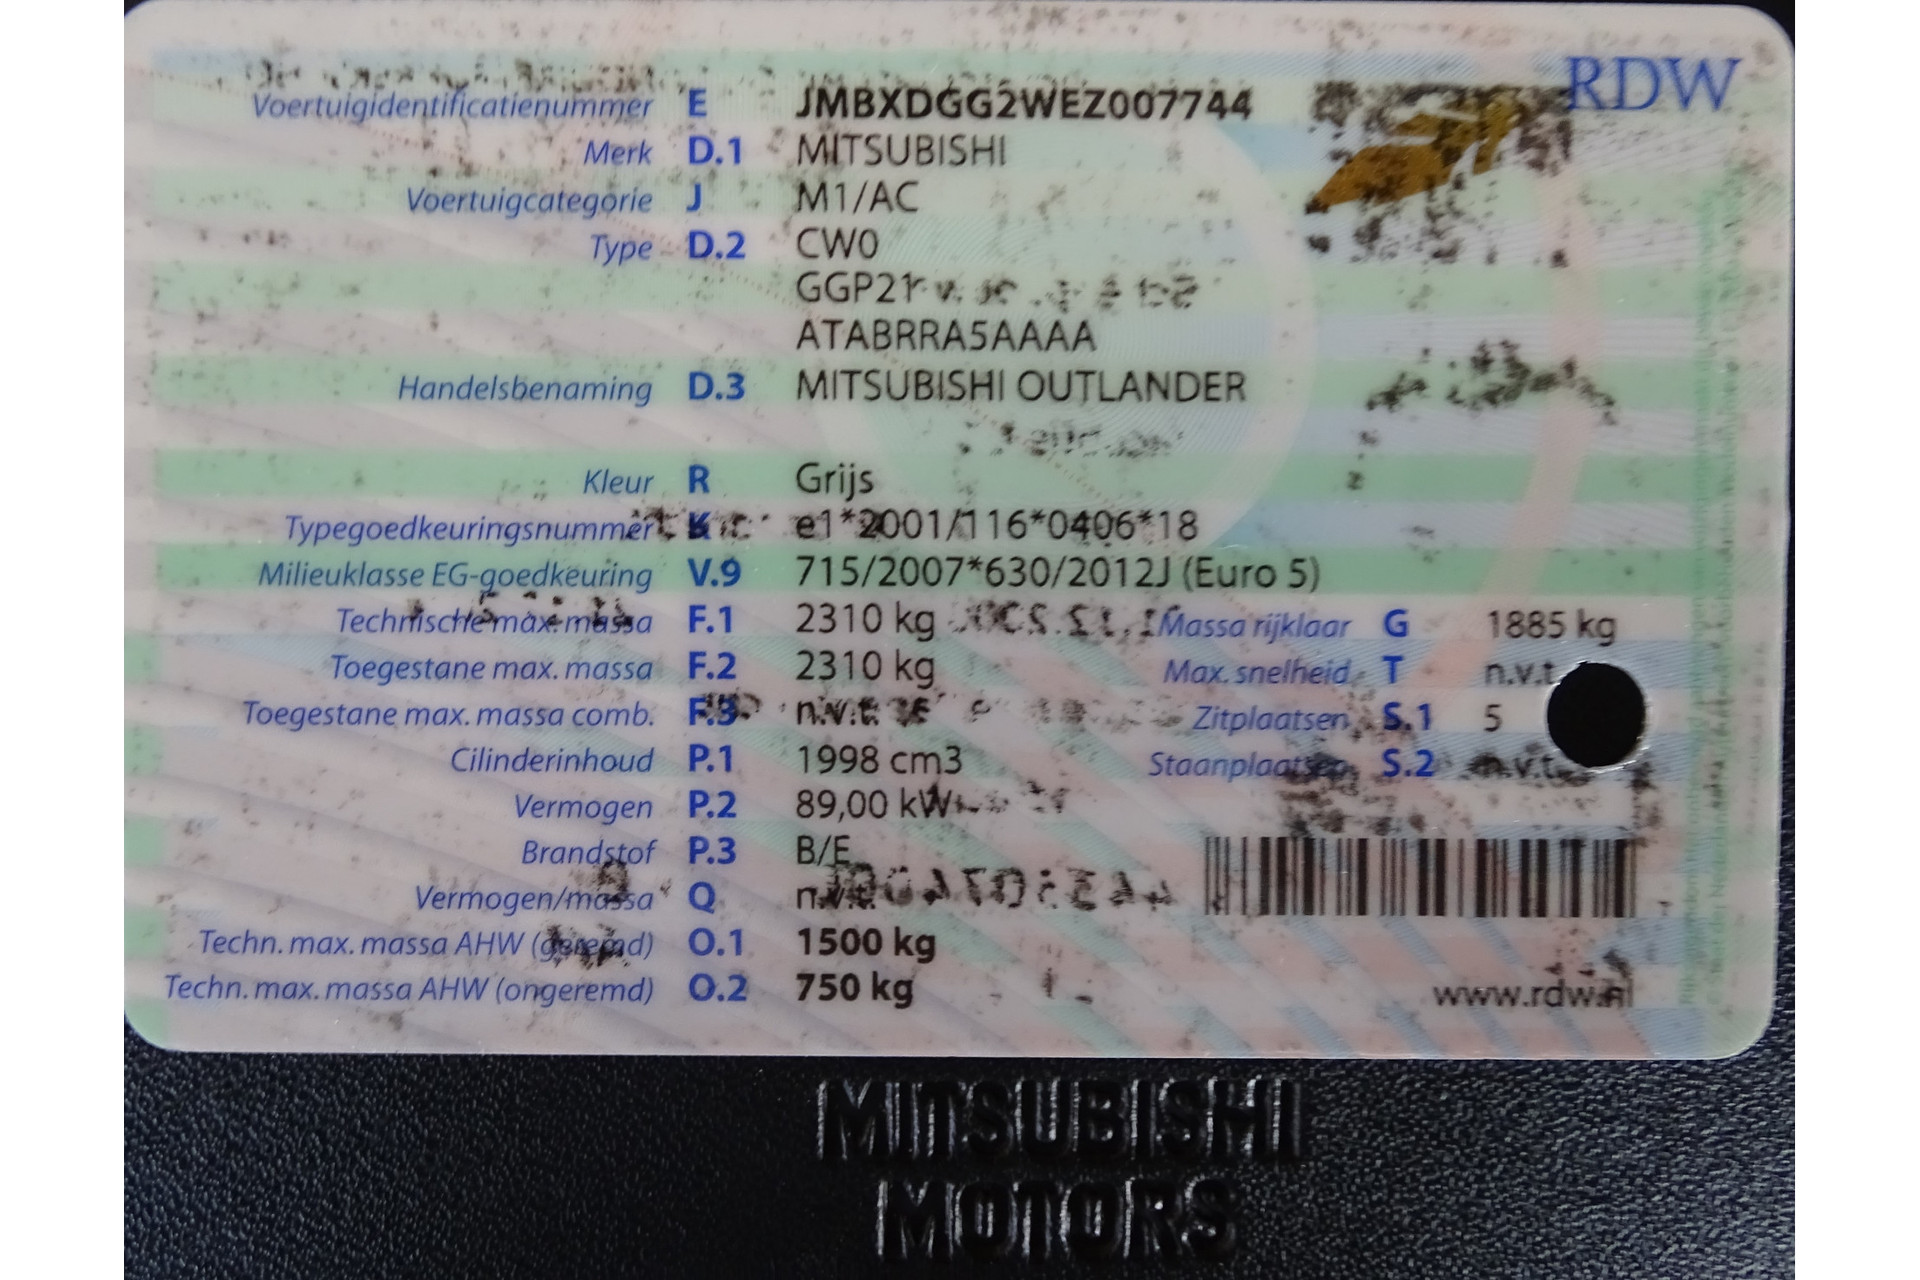 RDW
Voertuigidentificatienummer E JMBXDGG2WEZ007744
Merk D.1 MITSUBISHI
Voertuigcategorie J M1/AC
Type D.2 CW0
GGP21
ATABRRA5AAAA
Handelsbenaming D.3 MITSUBISHI OUTLANDER
Kleur R Grijs
Typegoedkeuringsnummer K e1*2001/116*0406*18
Milieuklasse EG-goedkeuring V.9 715/2007*630/2012J (Euro 5)
Technische max. massa F.1 2310 kg Massa rijklaar G 1885 kg
Toegestane max. massa F.2 2310 kg Max. snelheid T n.v.t.
Toegestane max. massa comb. F.3 n.v.t. Zitplaatsen S.1 5
Cilinderinhoud P.1 1998 cm3 Staanplaatsen S.2 n.v.t.
Vermogen P.2 89,00 kW
Brandstof P.3 B/E
Vermogen/massa Q n.v.t.
Techn. max. massa AHW (geremd) O.1 1500 kg
Techn. max. massa AHW (ongeremd) O.2 750 kg
www.rdw.nl
MITSUBISHI
MOTORS